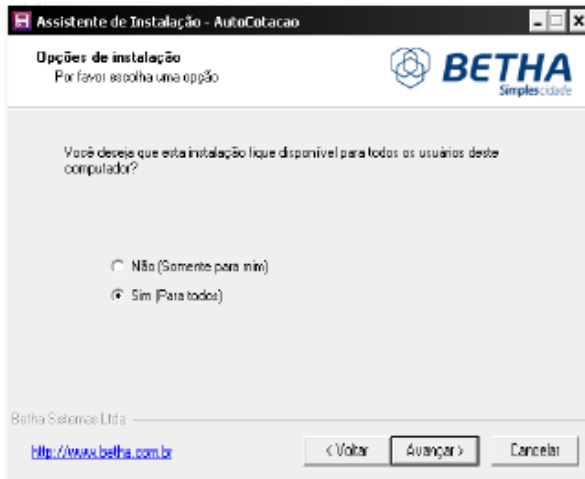 Assistente de Instalação - AutoCotacao
Opções de instalação
Por favor escolha uma opção
BETHA
Simplescidade
Você deseja que esta instalação fique disponível para todos os usuários deste
computador?
Não (Somente para mim)
Sim (Para todos)
Betha Sistemas Ltda
http://www.betha.com.br
< Voltar
Avançar >
Cancelar